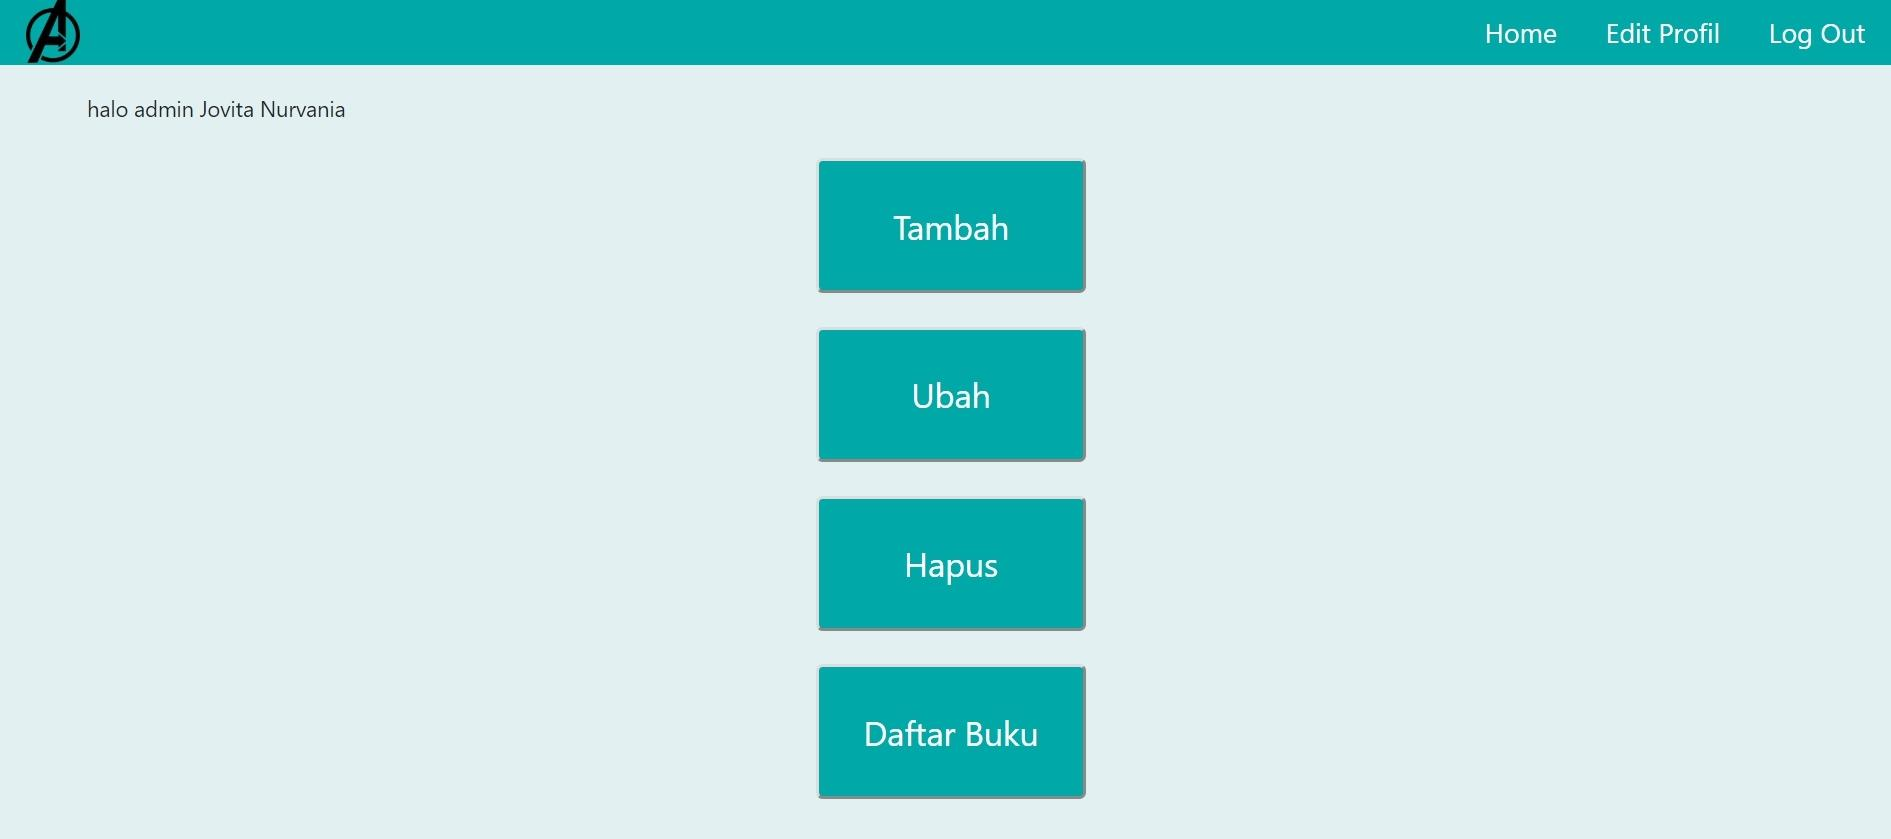 Home Edit Profil Log Out
halo admin Jovita Nurvania
Tambah
Ubah
Hapus
Daftar Buku